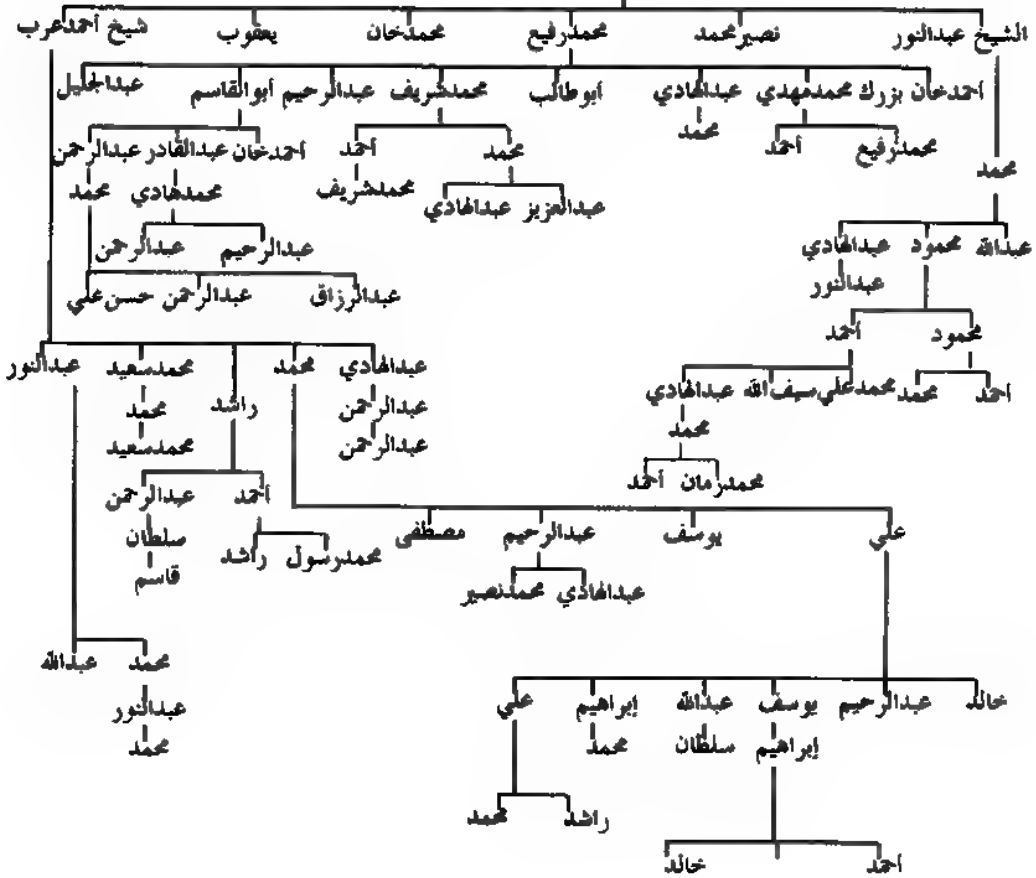 الشيخ عبدالنور نصيرمحمد محمدرفيع محمدخان يعقوب شيخ أحمدعرب
أحمدخان بزرك محمدمهدي عبدالهادي أبوطالب محمدشريف عبدالرحيم أبوالقاسم عبدالجليل
محمد
محمدرفيع أحمد محمد أحمد أحمدخان عبدالقادر عبدالرحمن
محمد
عبدالعزيز عبدالهادي محمدشريف محمدهادي محمد
عبدالله محمود عبدالهادي عبدالرحيم عبدالرحمن
عبدالنور عبدالرزاق عبدالرحمن حسن علي
محمود أحمد
عبدالهادي محمد راشد محمدسعيد عبدالنور
أحمد محمد محمدعلي سيف الله عبدالهادي عبدالرحمن محمد
محمد عبدالرحمن محمدسعيد
محمدزمان أحمد أحمد عبدالرحمن
علي يوسف عبدالرحيم مصطفى محمدرسول راشد سلطان
عبدالهادي محمدنصير قاسم
محمد عبدالله
خالد عبدالرحيم يوسف عبدالله إبراهيم علي عبدالنور
إبراهيم سلطان محمد محمد
راشد محمد
أحمد خالد